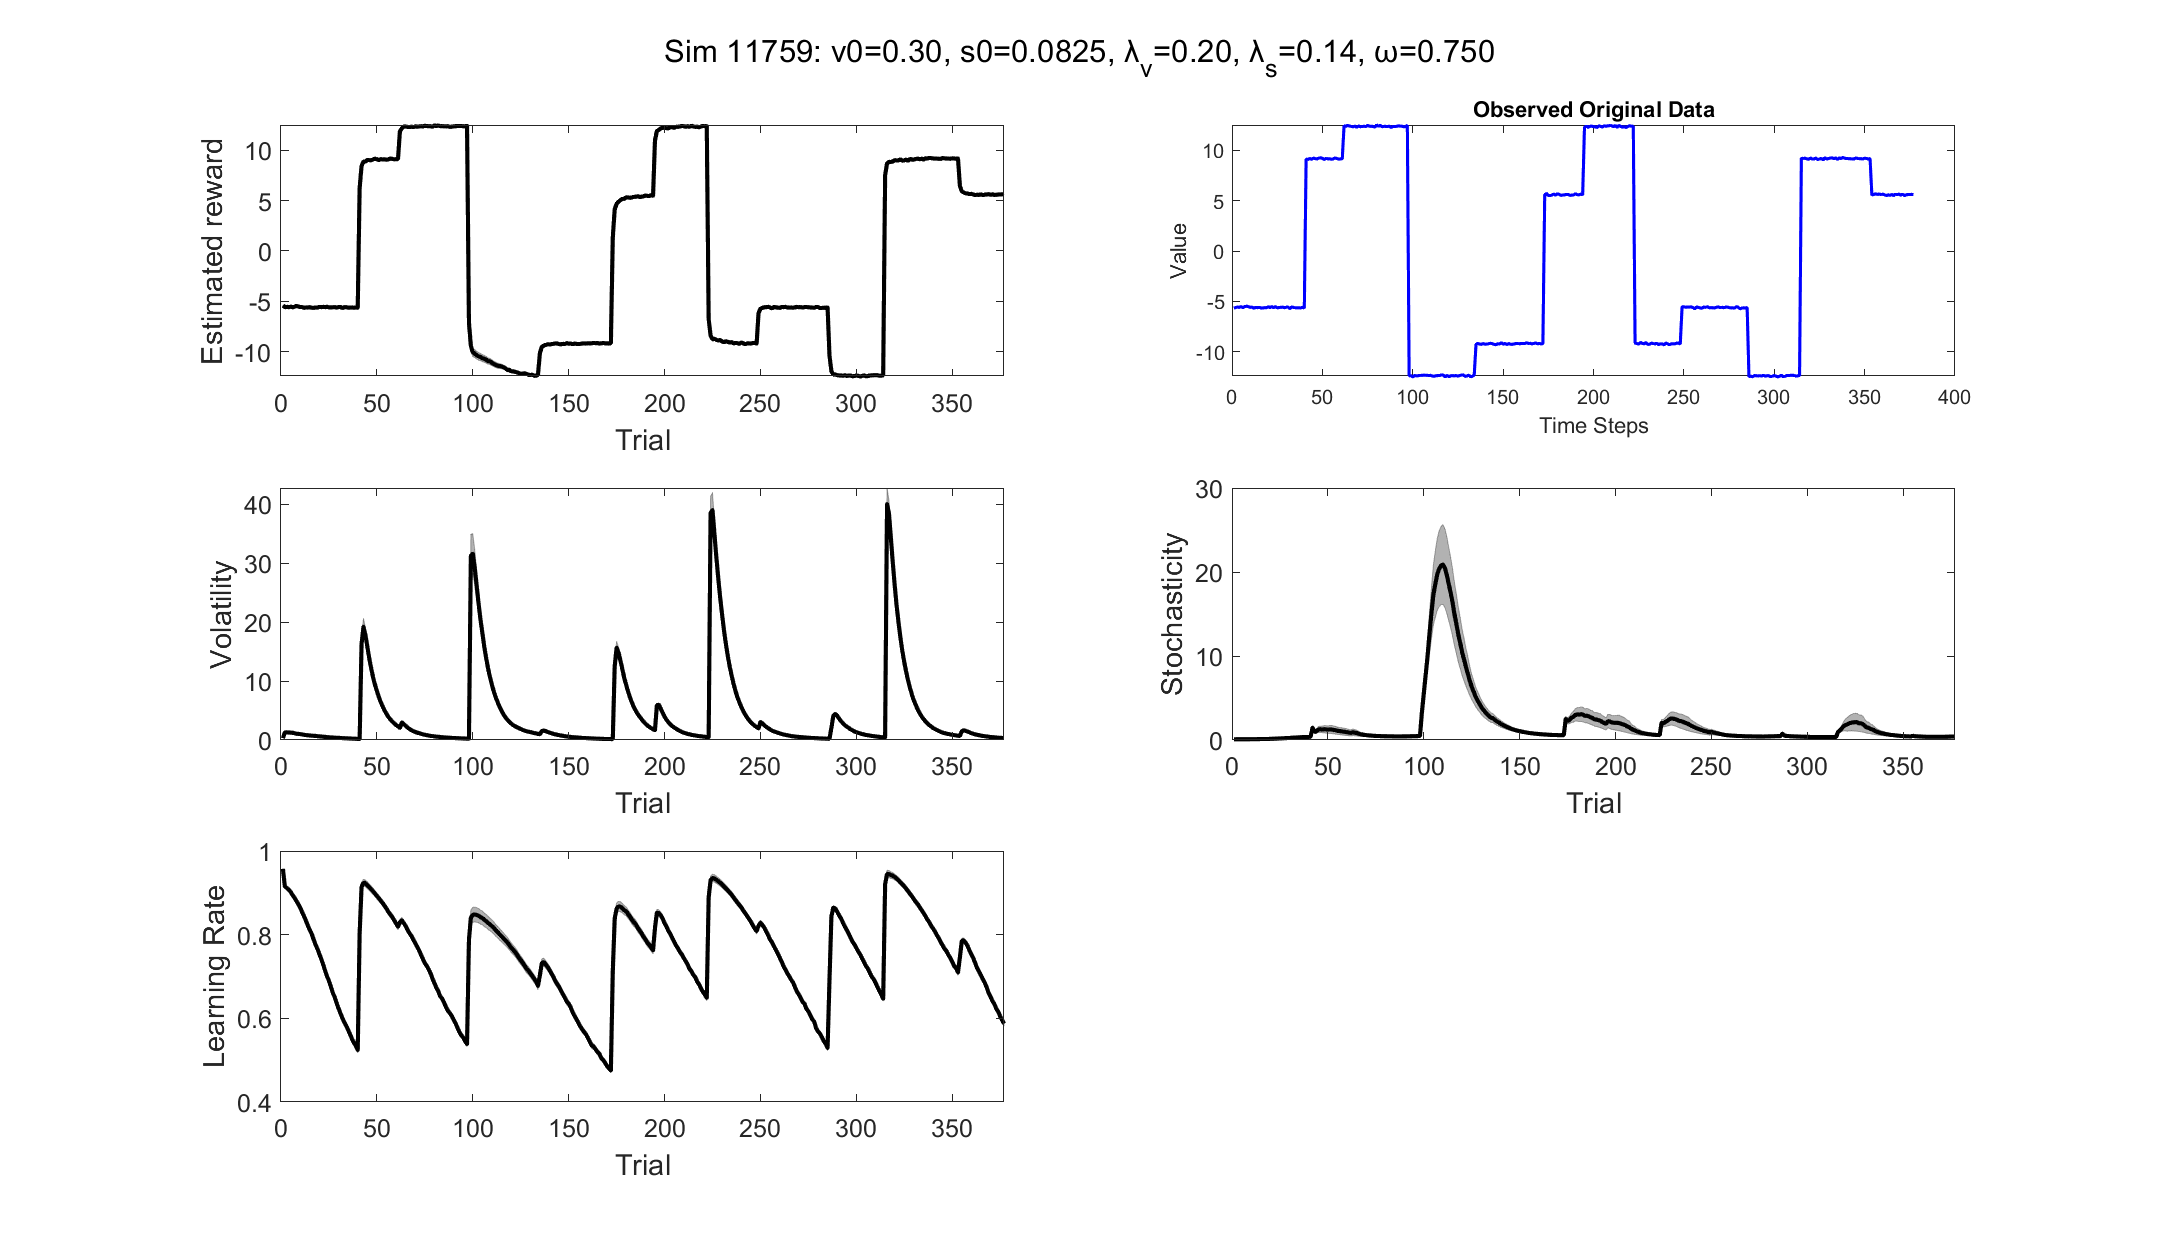 Sim 11759: v0=0.30, s0=0.0825, λ_v=0.20, λ_s=0.14, ω=0.750
Estimated reward
10
5
0
-5
-10
0 50 100 150 200 250 300 350
Trial
Observed Original Data
Value
10
5
0
-5
-10
0 50 100 150 200 250 300 350 400
Time Steps
Volatility
40
30
20
10
0
0 50 100 150 200 250 300 350
Trial
Stochasticity
30
20
10
0
0 50 100 150 200 250 300 350
Trial
Learning Rate
1
0.8
0.6
0.4
0 50 100 150 200 250 300 350
Trial